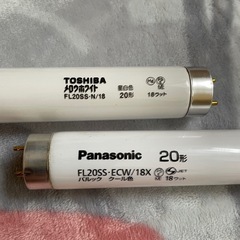 TOSHIBA
メロウホワイト 昼白色
FL20SS-N/18 20形 18ワット
Panasonic 20形
FL20SS·ECW/18X
パルック クール色 18ワット